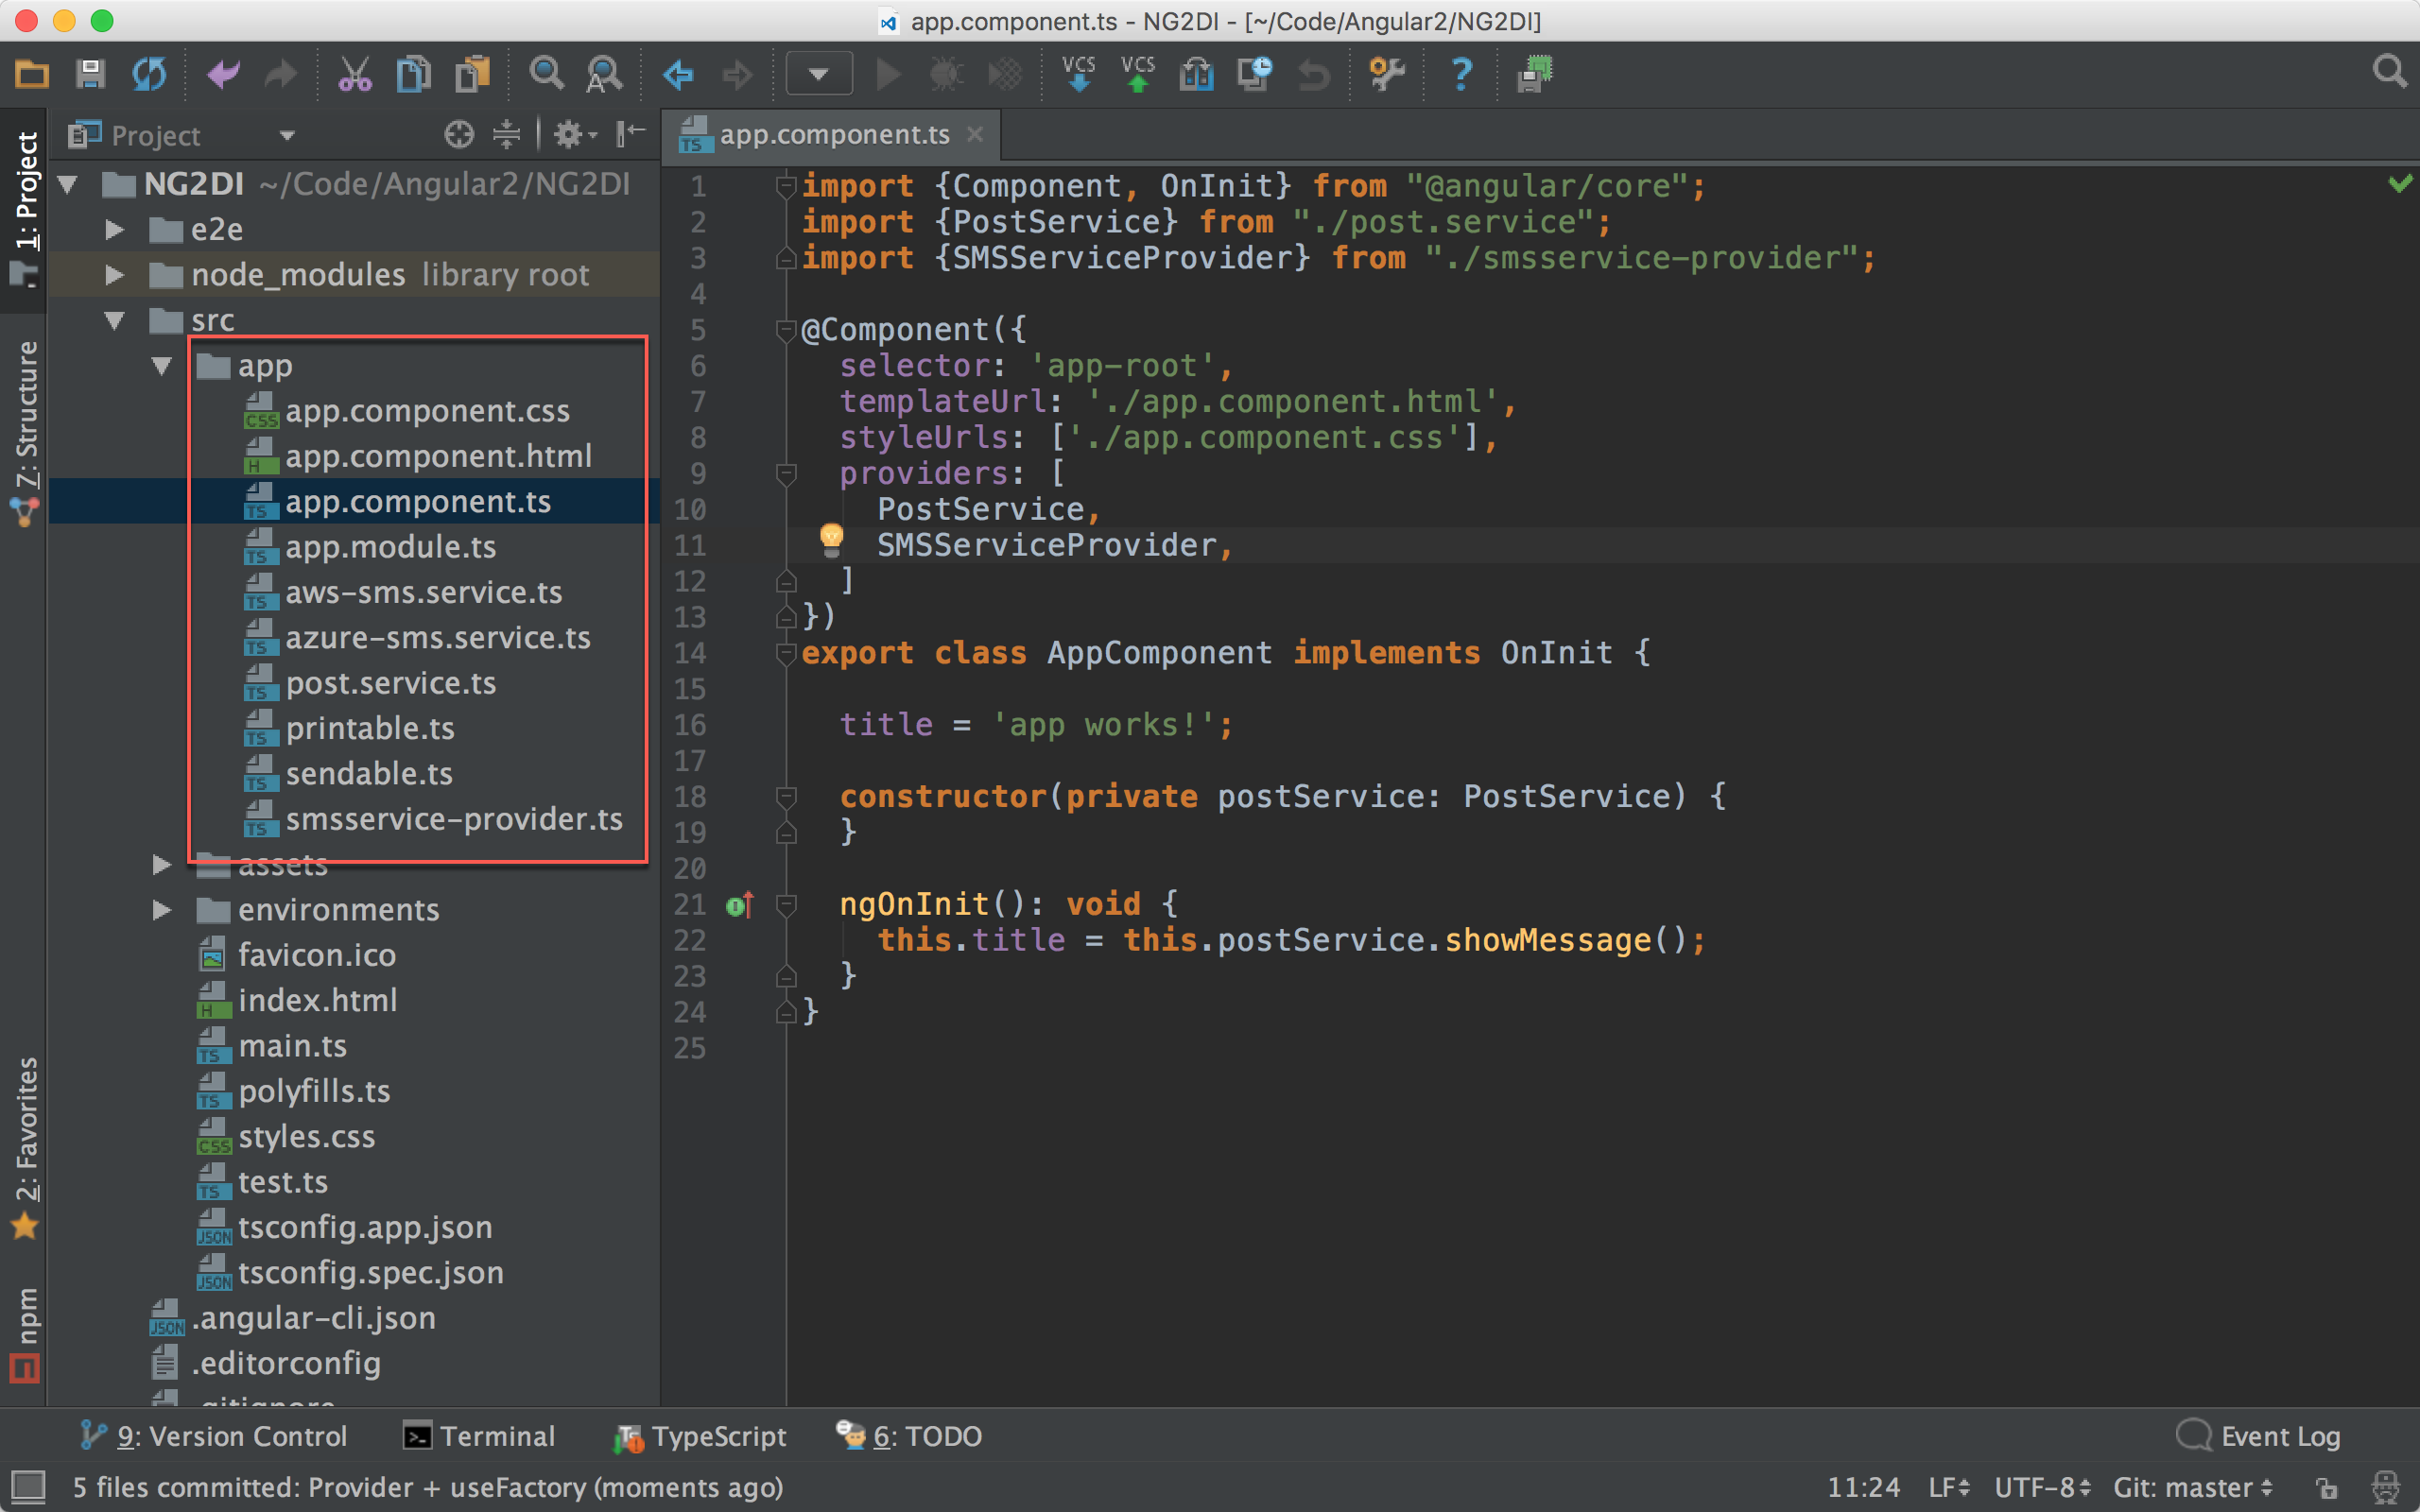 app.component.ts - NG2DI - [~/Code/Angular2/NG2DI]
VCS VCS
1: Project
7: Structure
2: Favorites
npm
Project
NG2DI ~/Code/Angular2/NG2DI
e2e
node_modules library root
src
app
app.component.css
app.component.html
app.component.ts
app.module.ts
aws-sms.service.ts
azure-sms.service.ts
post.service.ts
printable.ts
sendable.ts
smsservice-provider.ts
assets
environments
favicon.ico
index.html
main.ts
polyfills.ts
styles.css
test.ts
tsconfig.app.json
tsconfig.spec.json
.angular-cli.json
.editorconfig
app.component.ts
1 import {Component, OnInit} from "@angular/core";
2 import {PostService} from "./post.service";
3 import {SMSServiceProvider} from "./smsservice-provider";
4
5 @Component({
6   selector: 'app-root',
7   templateUrl: './app.component.html',
8   styleUrls: ['./app.component.css'],
9   providers: [
10     PostService,
11     SMSServiceProvider,
12   ]
13 })
14 export class AppComponent implements OnInit {
15
16   title = 'app works!';
17
18   constructor(private postService: PostService) {
19   }
20
21   ngOnInit(): void {
22     this.title = this.postService.showMessage();
23   }
24 }
25
9: Version Control Terminal TypeScript 6: TODO Event Log
5 files committed: Provider + useFactory (moments ago) 11:24 LF UTF-8 Git: master